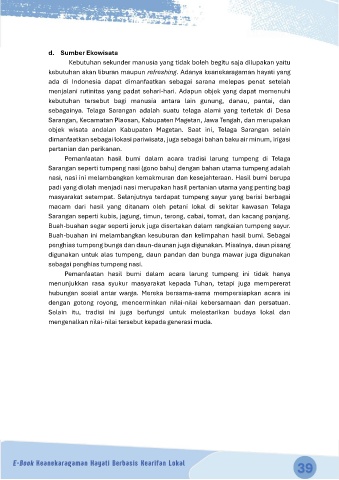 d. Sumber Ekowisata
Kebutuhan sekunder manusia yang tidak boleh begitu saja dilupakan yaitu
kebutuhan akan liburan maupun refreshing. Adanya keanekaragaman hayati yang
ada di Indonesia dapat dimanfaatkan sebagai sarana melepas penat setelah
menjalani rutinitas yang padat sehari-hari. Adapun objek yang dapat memenuhi
kebutuhan tersebut bagi manusia antara lain gunung, danau, pantai, dan
sebagainya. Telaga Sarangan adalah suatu telaga alami yang terletak di Desa
Sarangan, Kecamatan Plaosan, Kabupaten Magetan, Jawa Tengah, dan merupakan
objek wisata andalan Kabupaten Magetan. Saat ini, Telaga Sarangan selain
dimanfaatkan sebagai lokasi pariwisata, juga sebagai bahan baku air minum, irigasi
pertanian dan perikanan.
Pemanfaatan hasil bumi dalam acara tradisi larung tumpeng di Telaga
Sarangan seperti tumpeng nasi (gono bahu) dengan bahan utama tumpeng adalah
nasi, nasi ini melambangkan kemakmuran dan kesejahteraan. Hasil bumi berupa
padi yang diolah menjadi nasi merupakan hasil pertanian utama yang penting bagi
masyarakat setempat. Selanjutnya terdapat tumpeng sayur yang berisi berbagai
macam dari hasil yang ditanam oleh petani lokal di sekitar kawasan Telaga
Sarangan seperti kubis, jagung, timun, terong, cabai, tomat, dan kacang panjang.
Buah-buahan segar seperti jeruk juga disertakan dalam rangkaian tumpeng sayur.
Buah-buahan ini melambangkan kesuburan dan kelimpahan hasil bumi. Sebagai
penghias tumpeng bunga dan daun-daunan juga digunakan. Misalnya, daun pisang
digunakan untuk alas tumpeng, daun pandan dan bunga mawar juga digunakan
sebagai penghias tumpeng nasi.
Pemanfaatan hasil bumi dalam acara larung tumpeng ini tidak hanya
menunjukkan rasa syukur masyarakat kepada Tuhan, tetapi juga mempererat
hubungan sosial antar warga. Mereka bersama-sama mempersiapkan acara ini
dengan gotong royong, mencerminkan nilai-nilai kebersamaan dan persatuan.
Selain itu, tradisi ini juga berfungsi untuk melestarikan budaya lokal dan
mengenalkan nilai-nilai tersebut kepada generasi muda.
E-Book Keanekaragaman Hayati Berbasis Kearifan Lokal
39